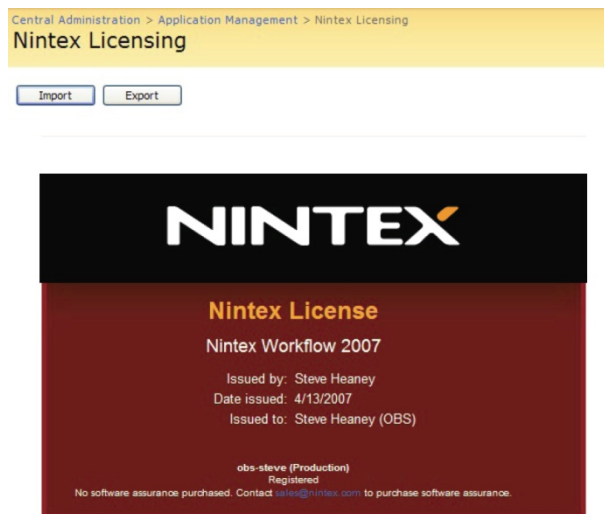 Central Administration > Application Management > Nintex Licensing
Nintex Licensing
Import Export
NINTEX
Nintex License
Nintex Workflow 2007
Issued by: Steve Heaney
Date issued: 4/13/2007
Issued to: Steve Heaney (OBS)
obs-steve (Production)
Registered
No software assurance purchased. Contact sales@nintex.com to purchase software assurance.